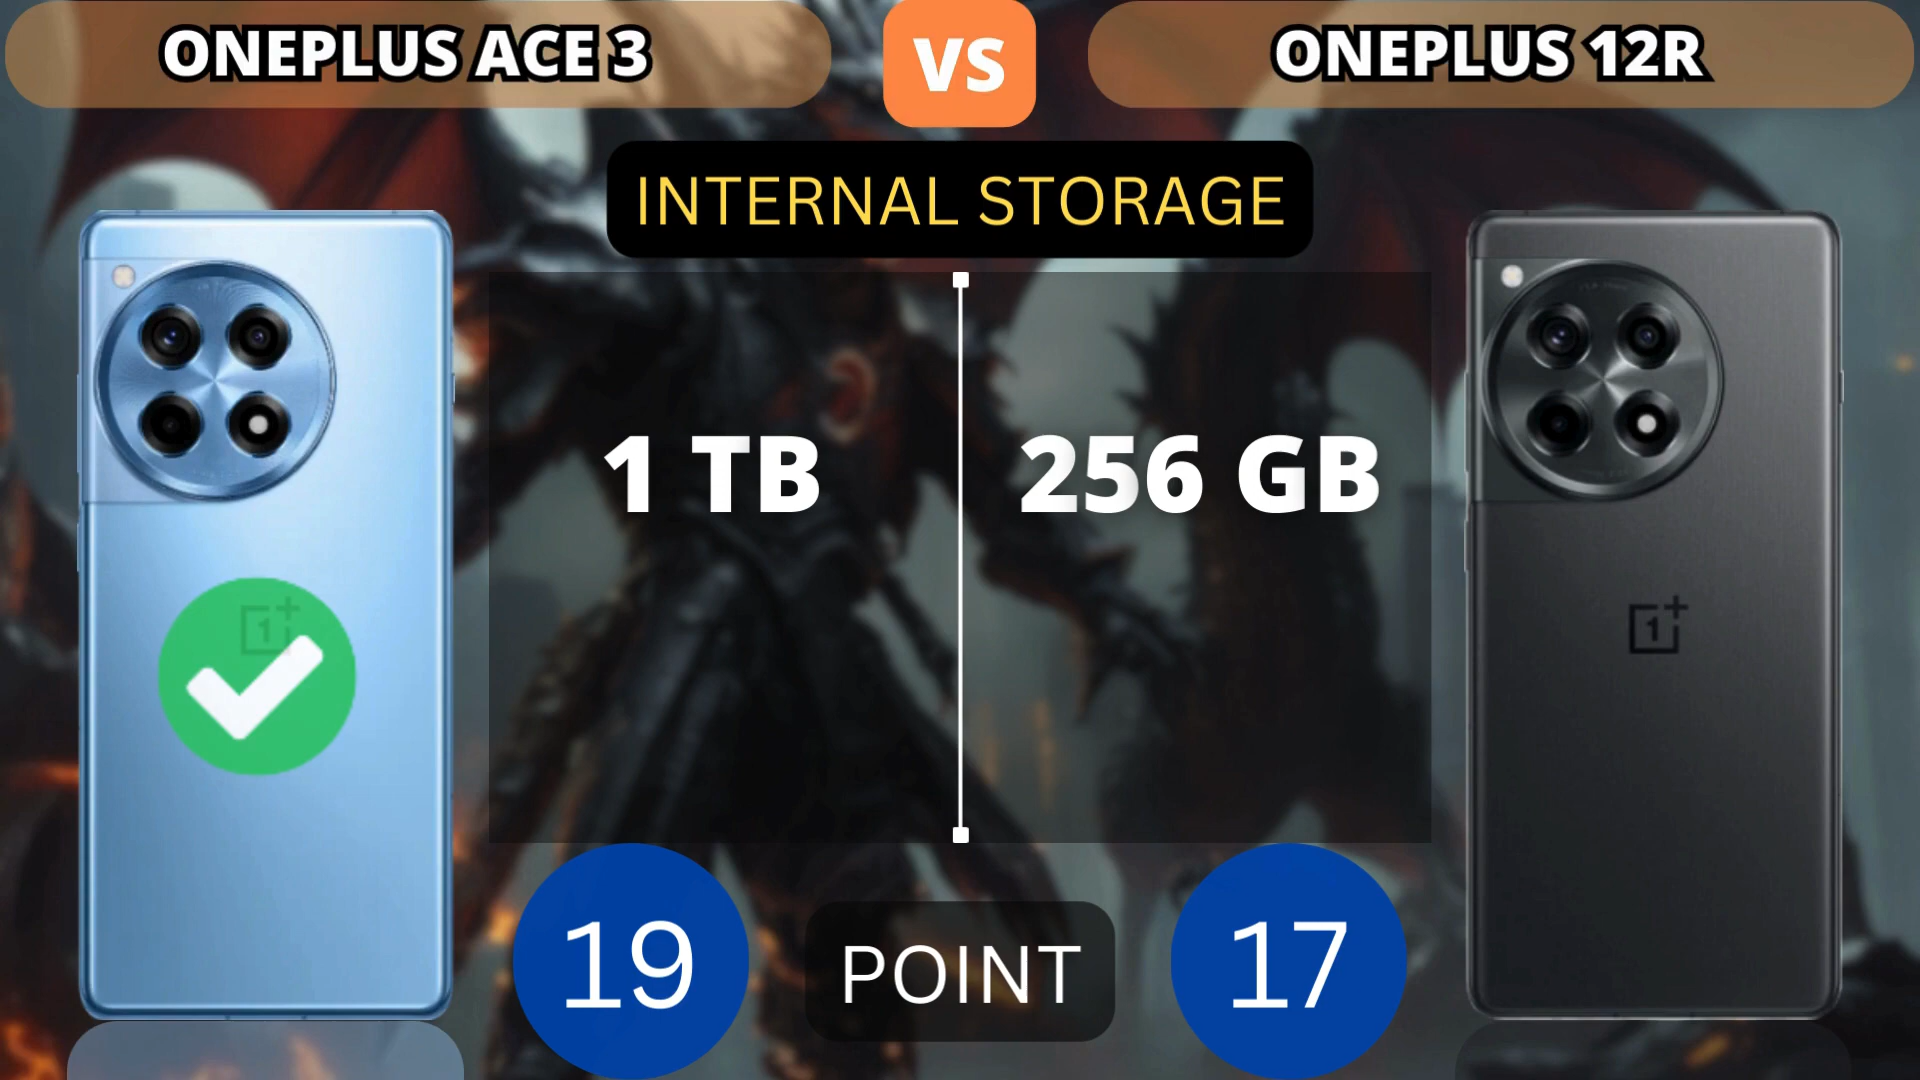 ONEPLUS ACE 3
VS
ONEPLUS 12R
INTERNAL STORAGE
1 TB
256 GB
19
POINT
17